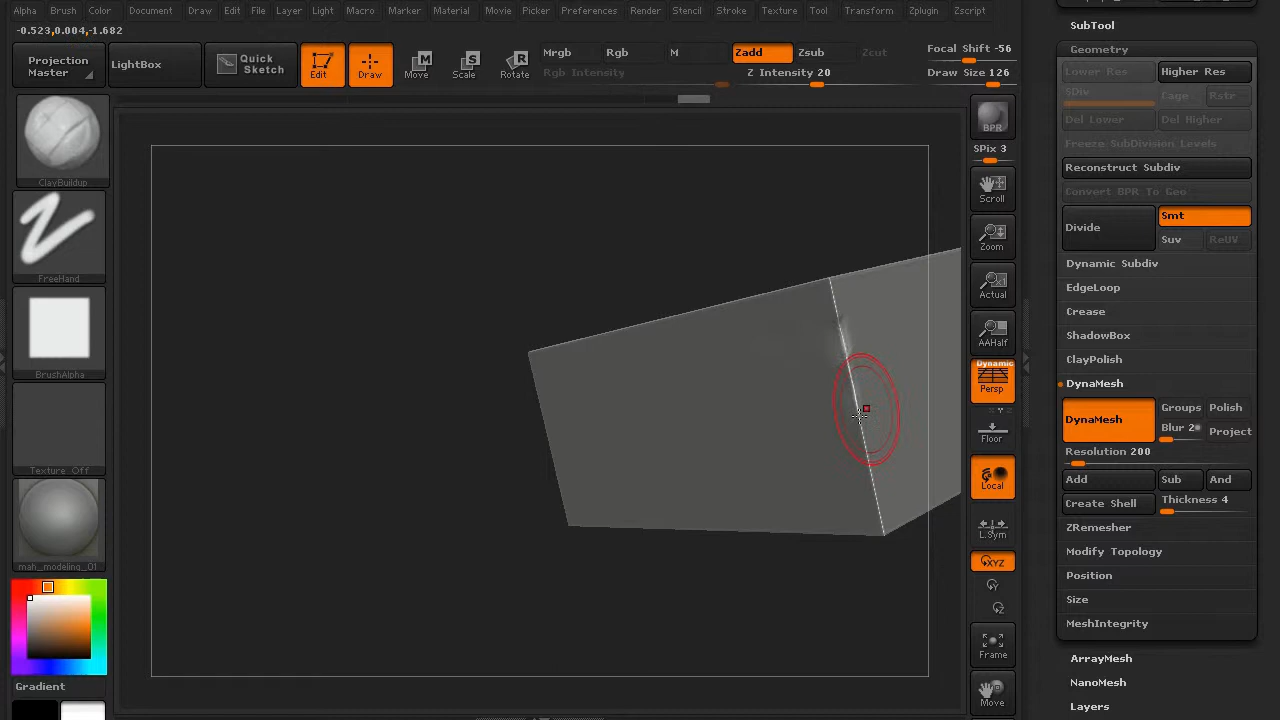 Alpha Brush Color Document Draw Edit File Layer Light Macro Marker Material Movie Picker Preferences Render Stencil Stroke Texture Tool Transform Zplugin Zscript
-0.523,0.004,-1.682
Projection
Master
LightBox
Quick
Sketch
Edit
Draw
Move
Scale
Rotate
Mrgb Rgb M Zadd Zsub Zcut
Rgb Intensity
Z Intensity 20
Focal Shift -56
Draw Size 126
ClayBuildup
FreeHand
BrushAlpha
Texture Off
mah_modeling_01
Gradient
BPR
SPix 3
Scroll
Zoom
Actual
AAHalf
Dynamic
Persp
Floor
Local
L.Sym
XYZ
Y
Z
Frame
Move
SubTool
Geometry
Lower Res Higher Res
SDiv Cage Rstr
Del Lower Del Higher
Freeze SubDivision Levels
Reconstruct Subdiv
Convert BPR To Geo
Divide
Smt
Suv ReUV
Dynamic Subdiv
EdgeLoop
Crease
ShadowBox
ClayPolish
DynaMesh
DynaMesh
Groups Polish
Blur 2 Project
Resolution 200
Add Sub And
Create Shell Thickness 4
ZRemesher
Modify Topology
Position
Size
MeshIntegrity
ArrayMesh
NanoMesh
Layers